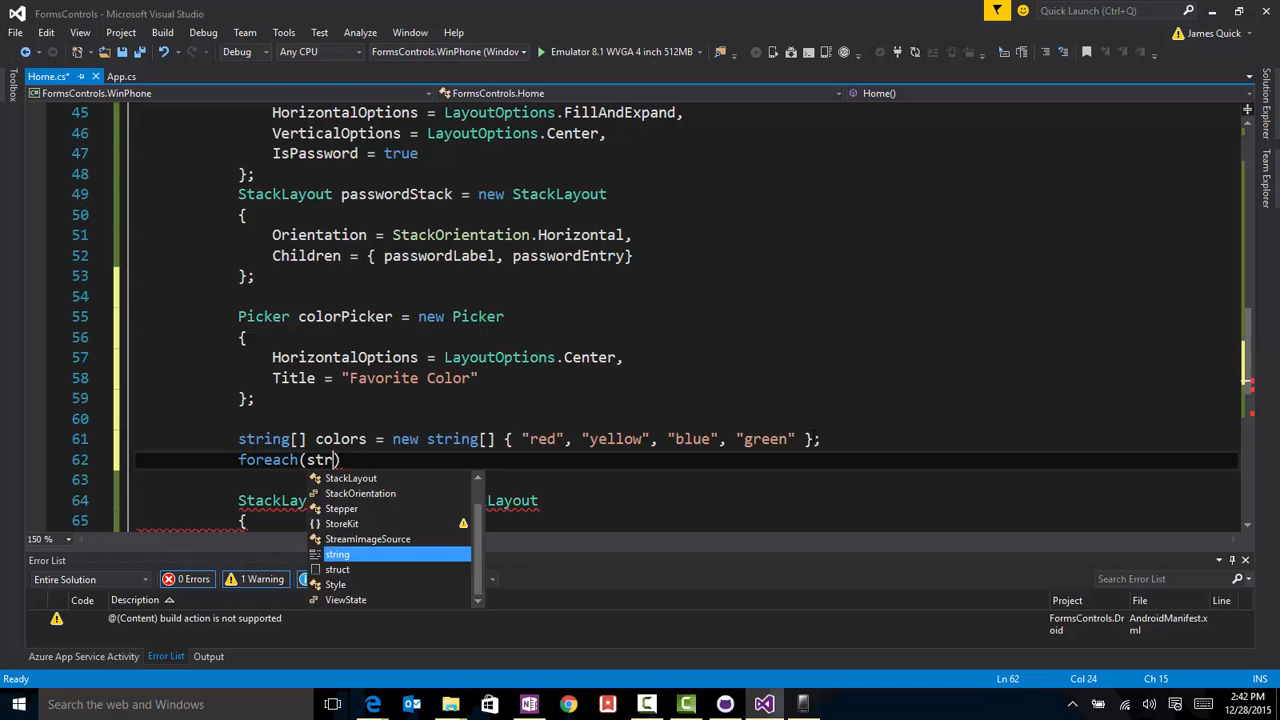 FormsControls - Microsoft Visual Studio
Quick Launch (Ctrl+Q)
File Edit View Project Build Debug Team Tools Test Analyze Window Help
James Quick
Debug Any CPU FormsControls.WinPhone (Window Emulator 8.1 WVGA 4 inch 512MB
Home.cs* App.cs
FormsControls.WinPhone FormsControls.Home Home()
Toolbox
Solution Explorer
Team Explorer
45 HorizontalOptions = LayoutOptions.FillAndExpand,
46 VerticalOptions = LayoutOptions.Center,
47 IsPassword = true
48 };
49 StackLayout passwordStack = new StackLayout
50 {
51 Orientation = StackOrientation.Horizontal,
52 Children = { passwordLabel, passwordEntry}
53 };
54
55 Picker colorPicker = new Picker
56 {
57 HorizontalOptions = LayoutOptions.Center,
58 Title = "Favorite Color"
59 };
60
61 string[] colors = new string[] { "red", "yellow", "blue", "green" };
62 foreach(str)
63
64 StackLay Layout
65 {
StackLayout
StackOrientation
Stepper
StoreKit
StreamImageSource
string
struct
Style
ViewState
150 %
Error List
Entire Solution 0 Errors 1 Warning Search Error List
Code Description Project File Line
@(Content) build action is not supported FormsControls.Dr AndroidManifest.x
oid ml
Azure App Service Activity Error List Output
Ready Ln 62 Col 24 Ch 15 INS
Search the web and Windows
2:42 PM
12/28/2015